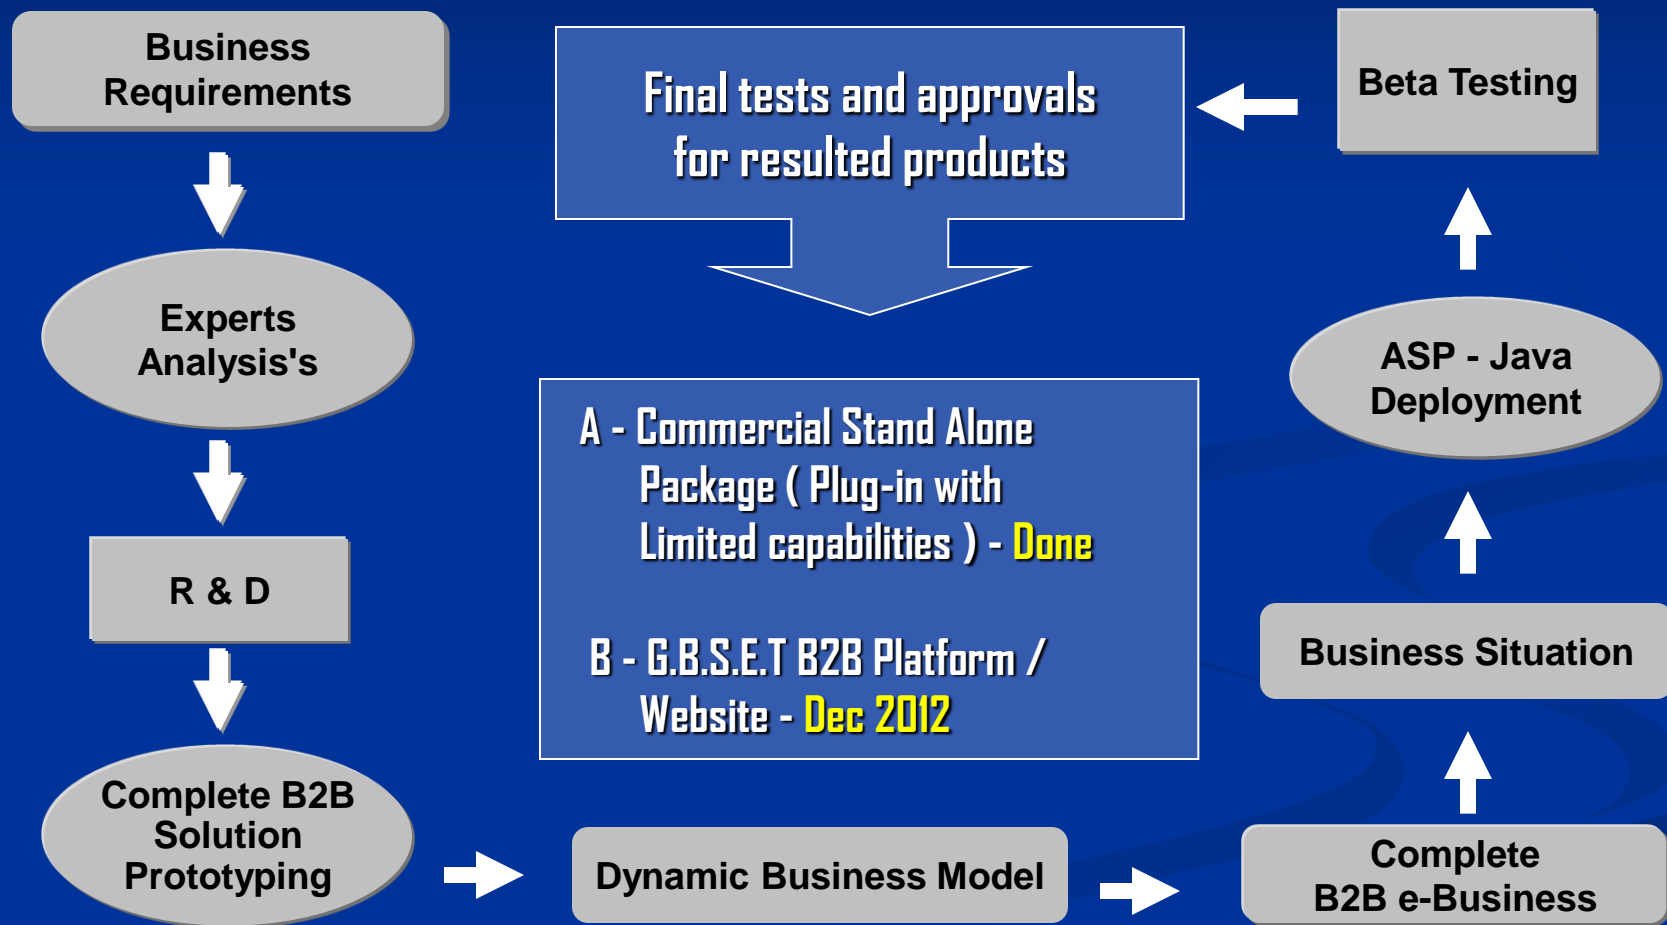 Business
Requirements
Experts
Analysis's
R & D
Complete B2B
Solution
Prototyping
Dynamic Business Model
Complete
B2B e-Business
Business Situation
ASP - Java
Deployment
Beta Testing
Final tests and approvals
for resulted products
A - Commercial Stand Alone
Package ( Plug-in with
Limited capabilities ) - Done
B - G.B.S.E.T B2B Platform /
Website - Dec 2012